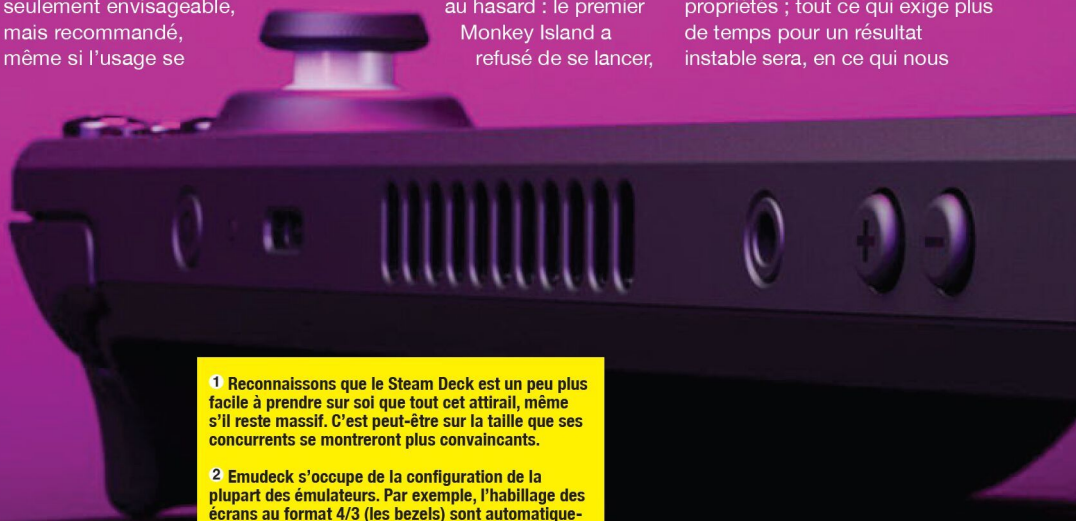 seulement envisageable,
mais recommandé,
même si l'usage se
au hasard : le premier
Monkey Island a
refusé de se lancer,
propriétés ; tout ce qui exige plus
de temps pour un résultat
instable sera, en ce qui nous
+ -
1 Reconnaissons que le Steam Deck est un peu plus
facile à prendre sur soi que tout cet attirail, même
s'il reste massif. C'est peut-être sur la taille que ses
concurrents se montreront plus convaincants.
2 Emudeck s'occupe de la configuration de la
plupart des émulateurs. Par exemple, l'habillage des
écrans au format 4/3 (les bezels) sont automatique-